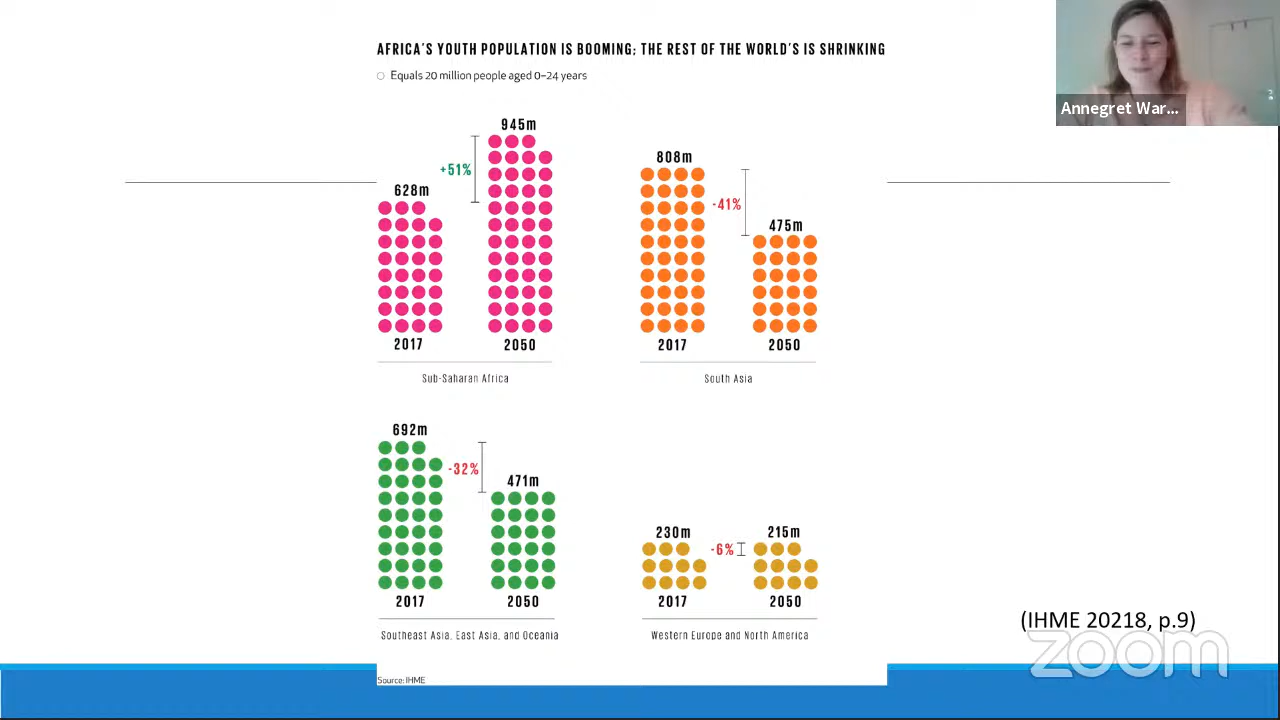 AFRICA'S YOUTH POPULATION IS BOOMING; THE REST OF THE WORLD'S IS SHRINKING
Equals 20 million people aged 0–24 years
Annegret War...
945m
+51%
628m
2017
2050
Sub-Saharan Africa
808m
-41%
475m
2017
2050
South Asia
692m
-32%
471m
2017
2050
Southeast Asia, East Asia, and Oceania
230m
-6%
215m
2017
2050
Western Europe and North America
(IHME 20218, p.9)
zoom
Source: IHME